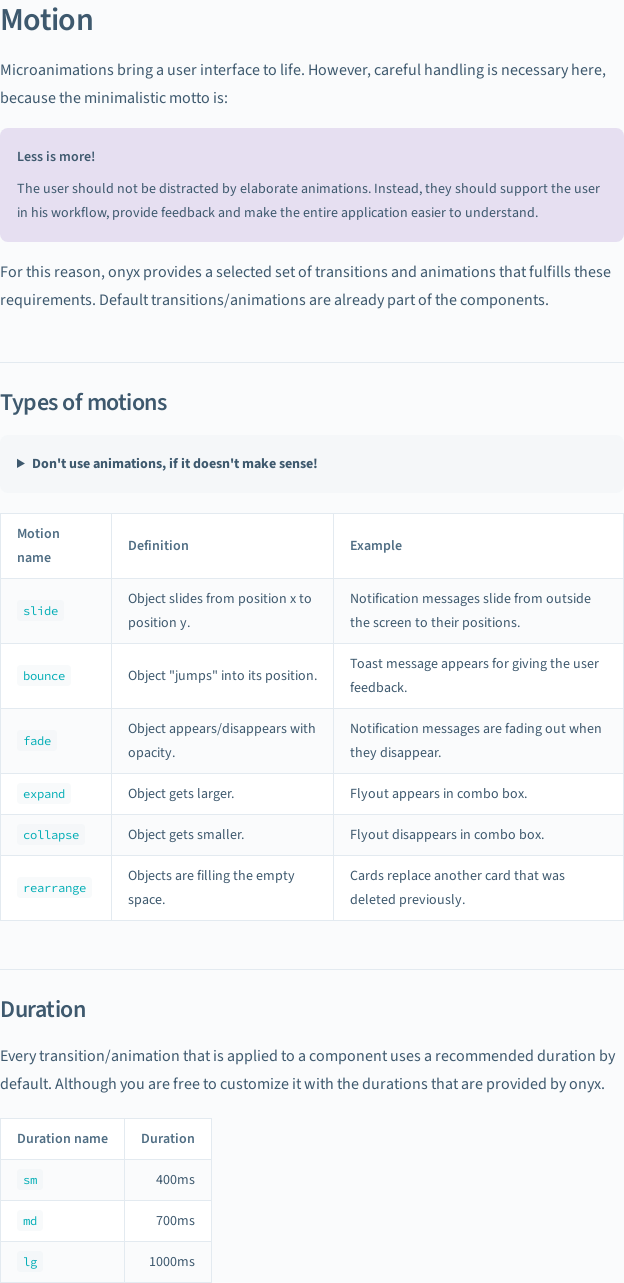 Motion
Microanimations bring a user interface to life. However, careful handling is necessary here,
because the minimalistic motto is:
Less is more!
The user should not be distracted by elaborate animations. Instead, they should support the user
in his workflow, provide feedback and make the entire application easier to understand.
For this reason, onyx provides a selected set of transitions and animations that fulfills these
requirements. Default transitions/animations are already part of the components.
Types of motions
Don't use animations, if it doesn't make sense!
Motion
name
Definition
Example
slide
Object slides from position x to
position y.
Notification messages slide from outside
the screen to their positions.
bounce
Object "jumps" into its position.
Toast message appears for giving the user
feedback.
fade
Object appears/disappears with
opacity.
Notification messages are fading out when
they disappear.
expand
Object gets larger.
Flyout appears in combo box.
collapse
Object gets smaller.
Flyout disappears in combo box.
rearrange
Objects are filling the empty
space.
Cards replace another card that was
deleted previously.
Duration
Every transition/animation that is applied to a component uses a recommended duration by
default. Although you are free to customize it with the durations that are provided by onyx.
Duration name
Duration
sm
400ms
md
700ms
lg
1000ms